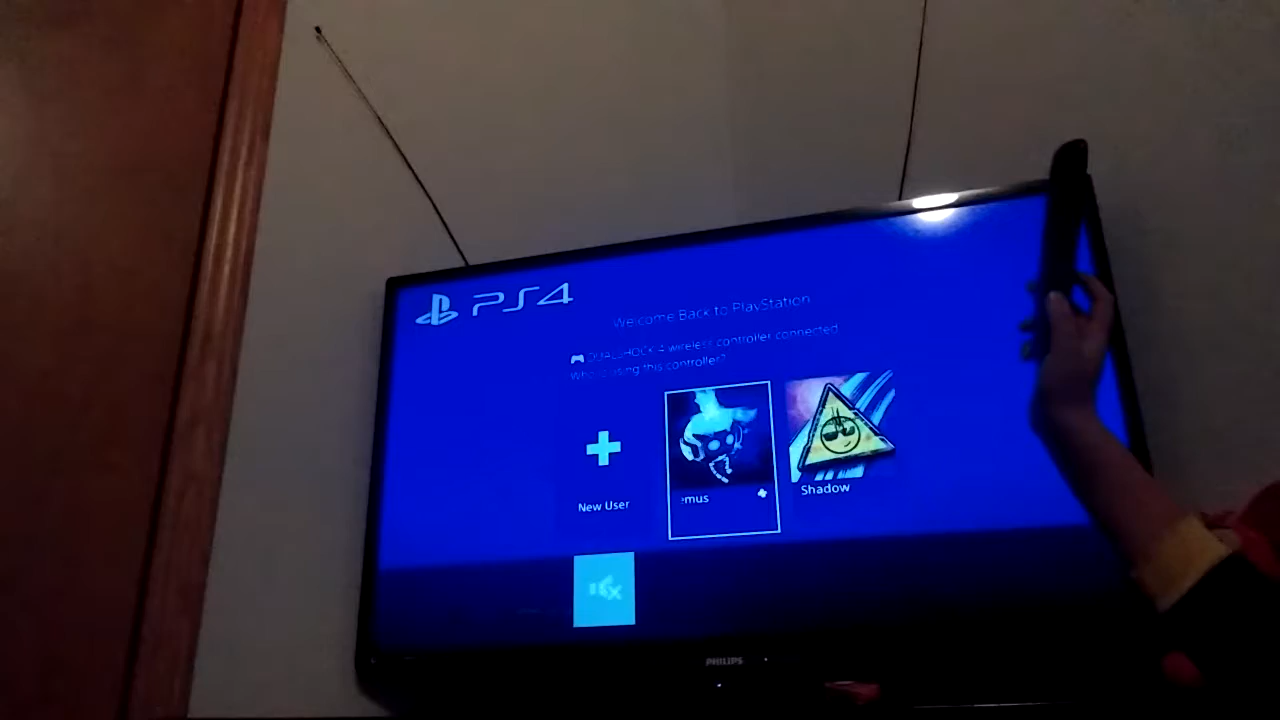 PS4
Welcome Back to PlayStation
DUALSHOCK 4 wireless controller connected.
Who is using this controller?
New User
emus
Shadow
PHILIPS